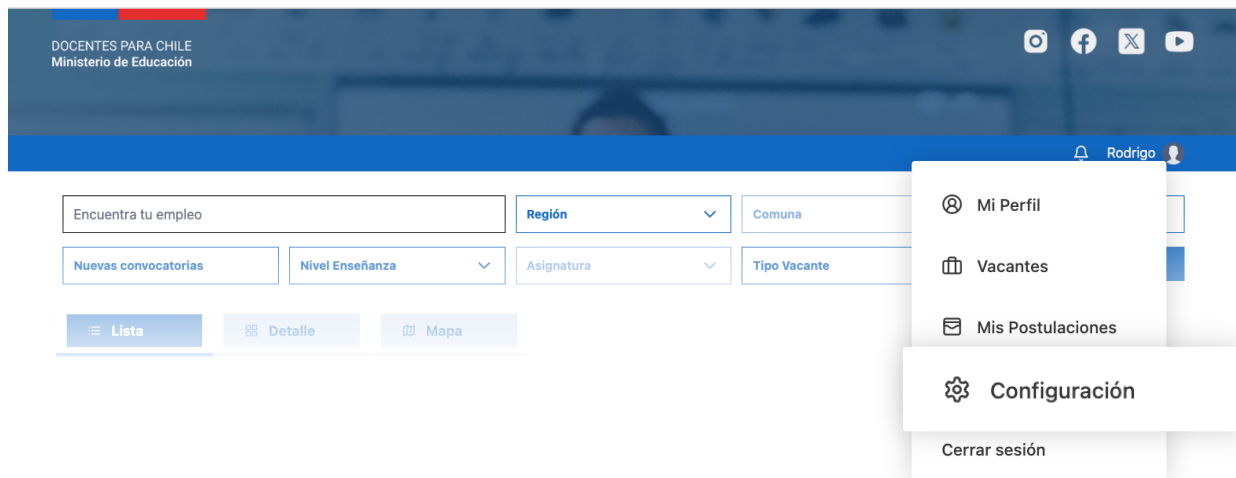 DOCENTES PARA CHILE
Ministerio de Educación
Rodrigo
Encuentra tu empleo
Región
Comuna
Nuevas convocatorias
Nivel Enseñanza
Asignatura
Tipo Vacante
Lista
Detalle
Mapa
Mi Perfil
Vacantes
Mis Postulaciones
Configuración
Cerrar sesión